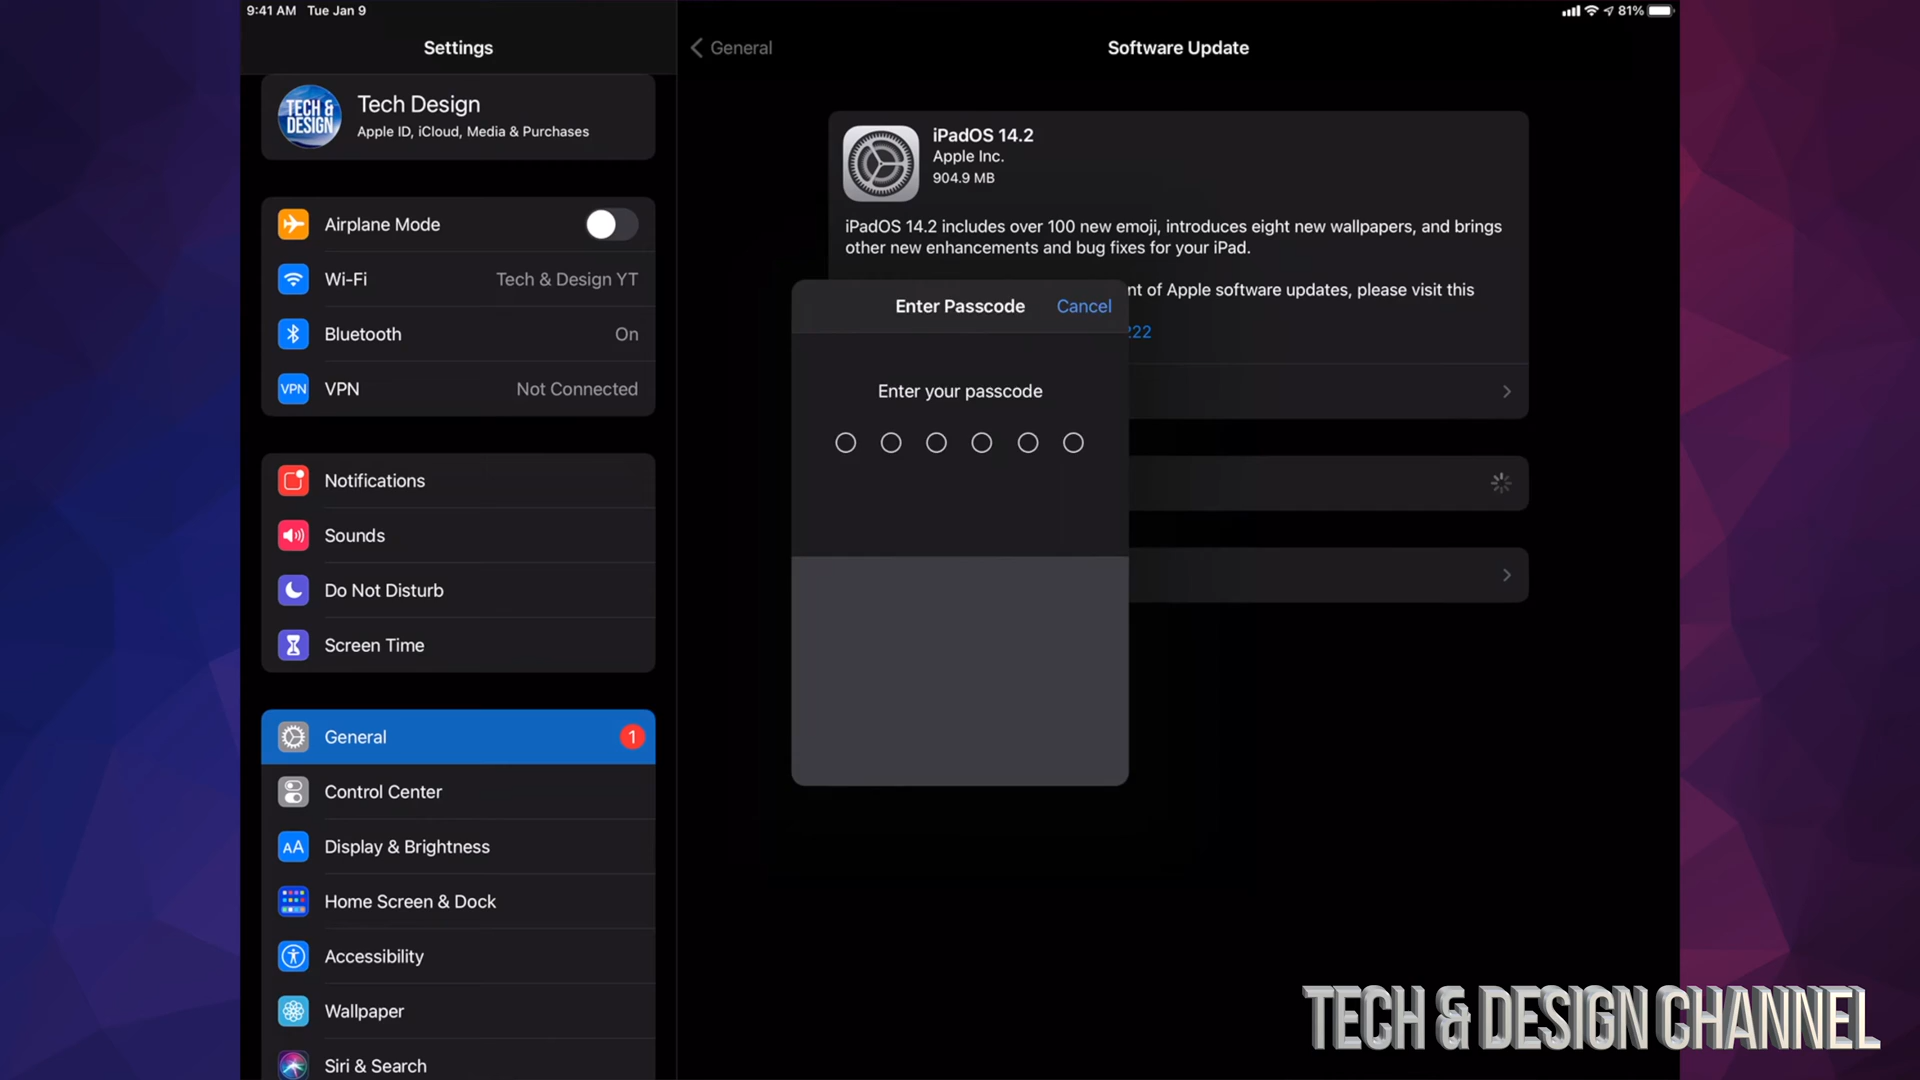 9:41 AM Tue Jan 9
81%
Settings
General
Software Update
TECH &
DESIGN
Tech Design
Apple ID, iCloud, Media & Purchases
Airplane Mode
Wi-Fi
Tech & Design YT
Bluetooth
On
VPN
VPN
Not Connected
Notifications
Sounds
Do Not Disturb
Screen Time
General
1
Control Center
AA
Display & Brightness
Home Screen & Dock
Accessibility
Wallpaper
Siri & Search
iPadOS 14.2
Apple Inc.
904.9 MB
iPadOS 14.2 includes over 100 new emoji, introduces eight new wallpapers, and brings
other new enhancements and bug fixes for your iPad.
of Apple software updates, please visit this
Enter Passcode
Cancel
Enter your passcode
TECH & DESIGN CHANNEL